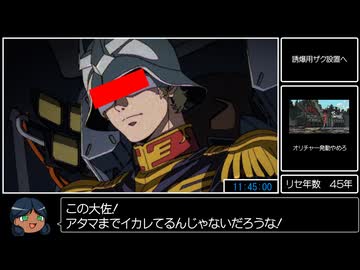 誘爆用ザク設置へ
オリチャー発動やめろ
11:45:00
リセ年数 45年
この大佐!
アタマまでイカレてるんじゃないだろうな!